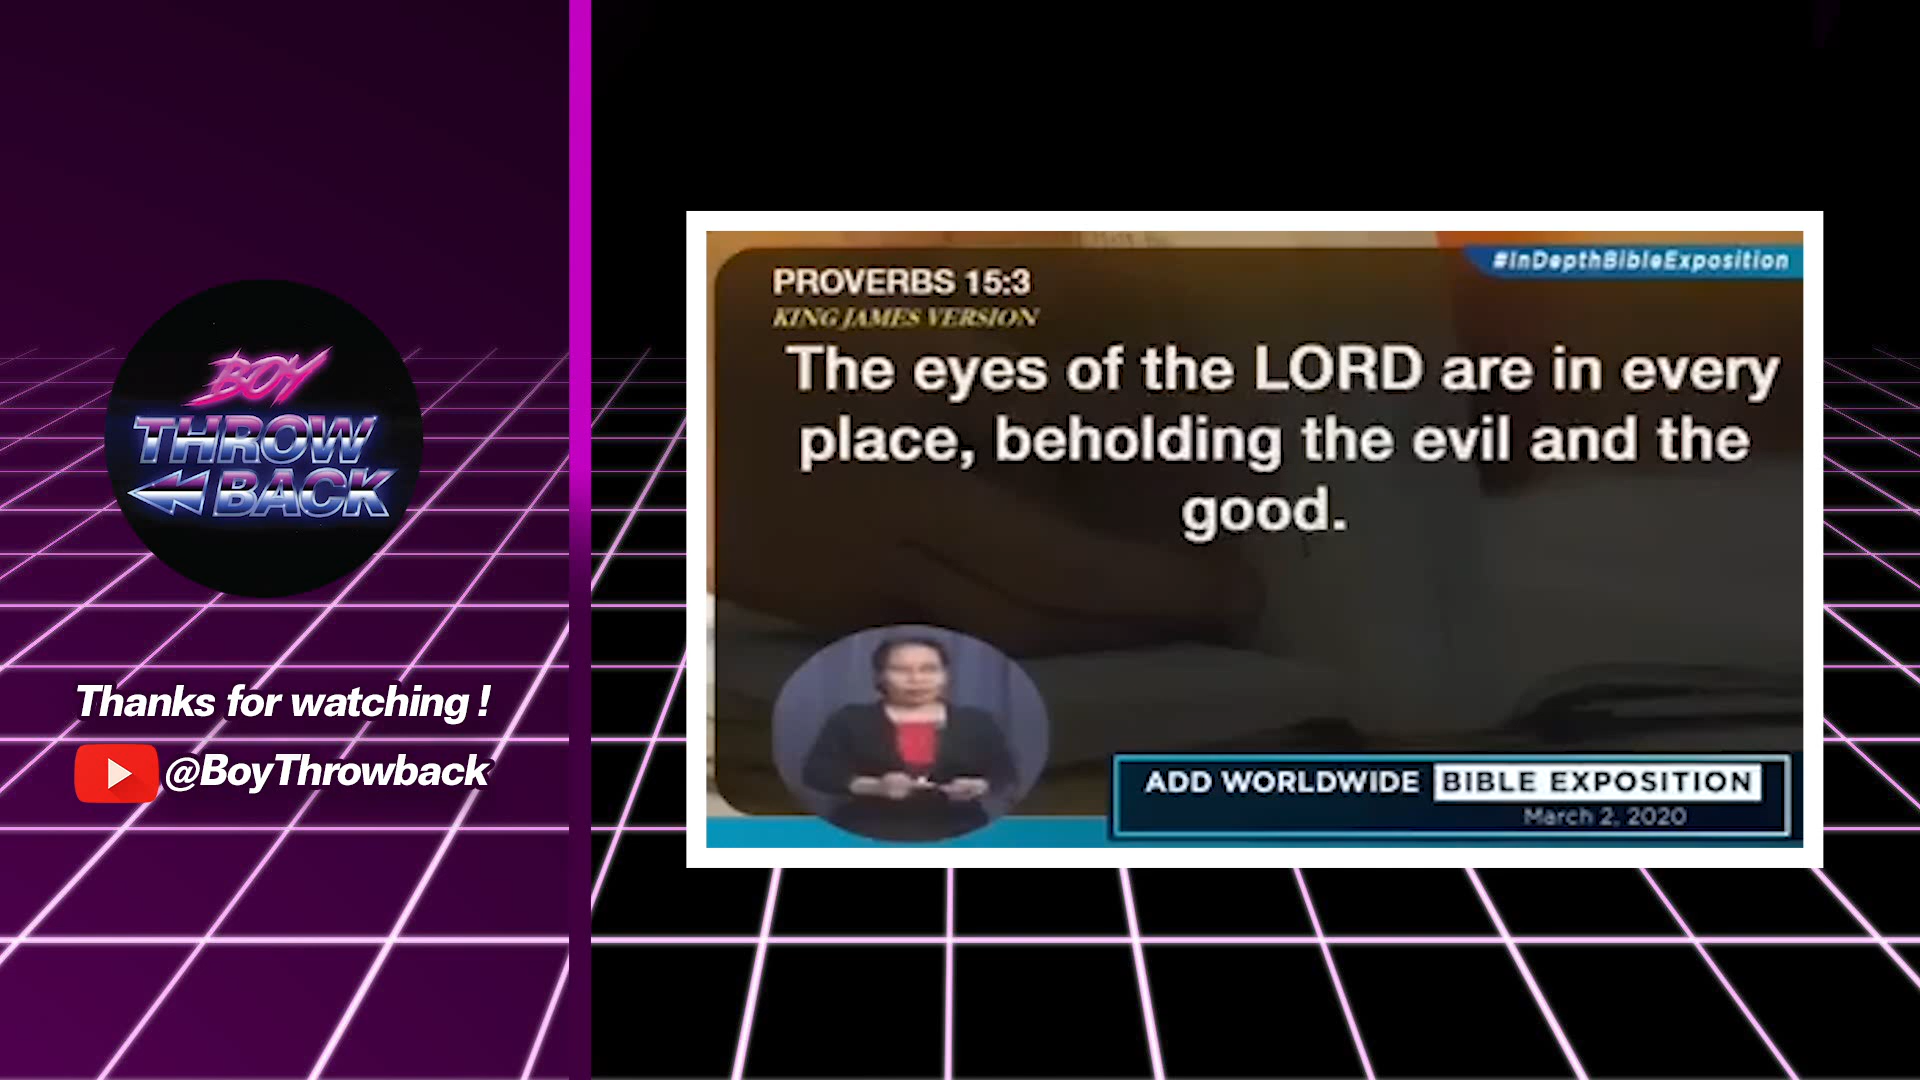 BOY
THROW
BACK
Thanks for watching !
@BoyThrowback
#InDepthBibleExposition
PROVERBS 15:3
KING JAMES VERSION
The eyes of the LORD are in every
place, beholding the evil and the
good.
ADD WORLDWIDE BIBLE EXPOSITION
March 2, 2020